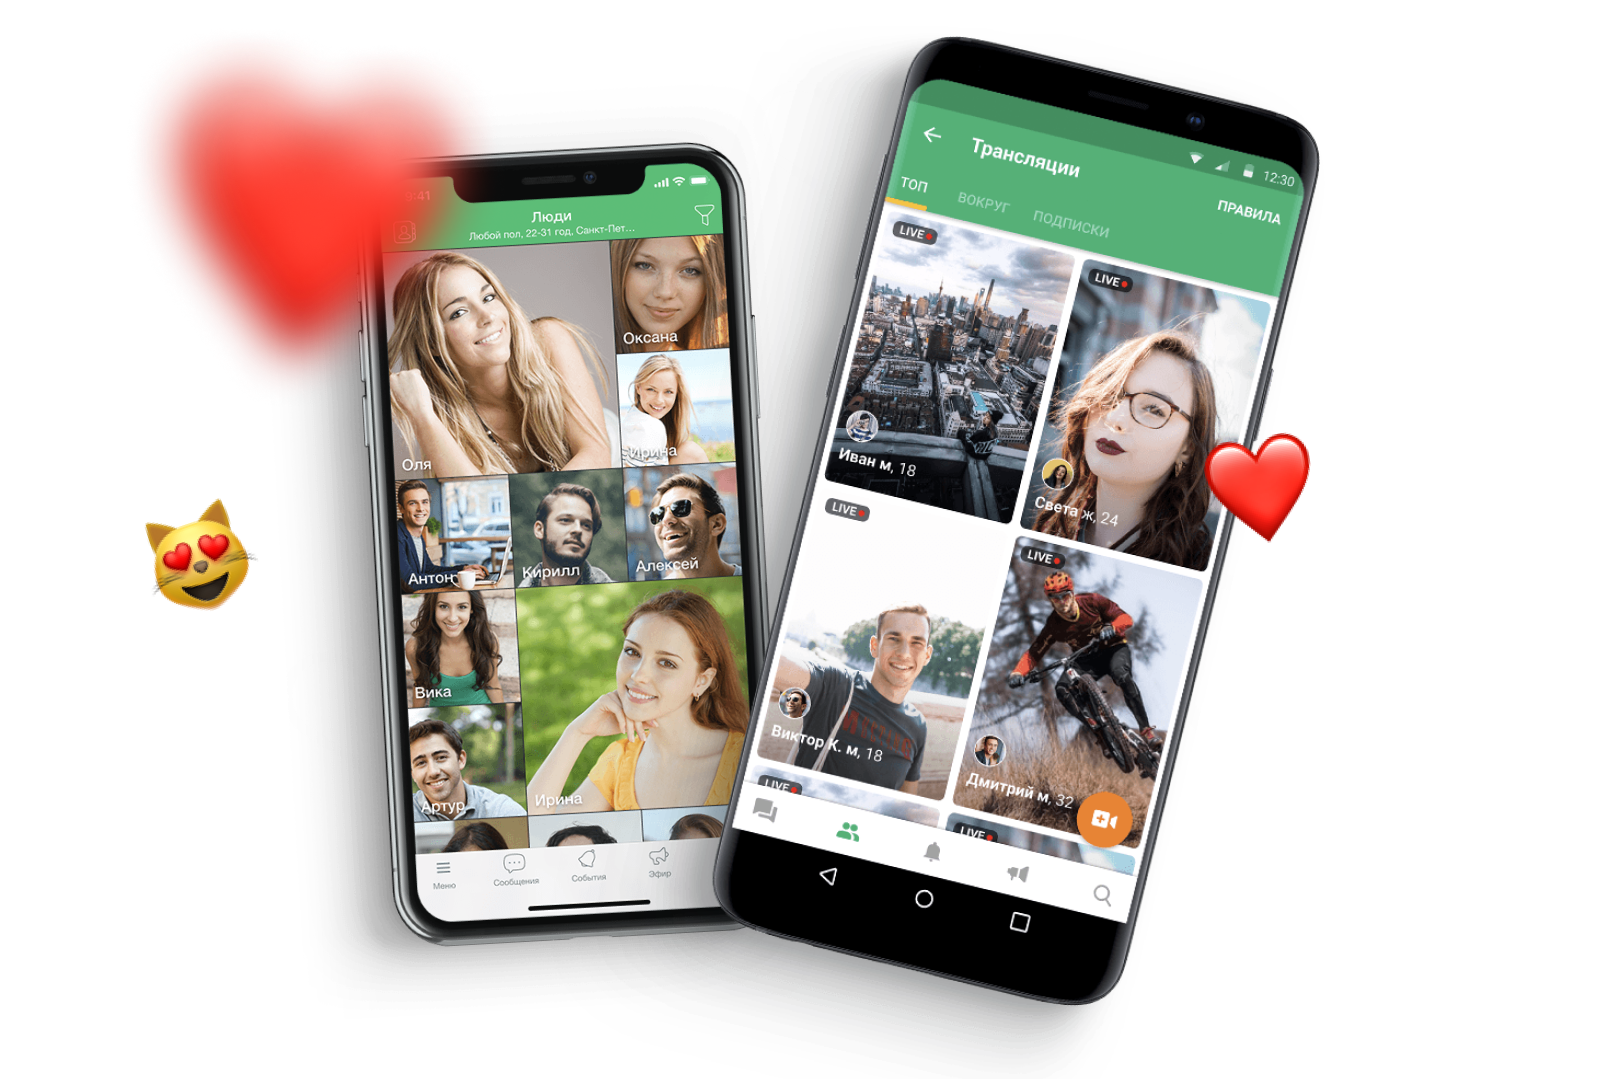 9:41
Люди
Любой пол, 22-31 год, Санкт-Пет...
Оля
Оксана
Ирина
Антон
Кирилл
Алексей
Вика
Артур
Ирина
Меню
Сообщения
События
Эфир
12:30
Трансляции
ПРАВИЛА
ТОП
ВОКРУГ
ПОДПИСКИ
LIVE
Иван м, 18
LIVE
Света ж, 24
LIVE
Виктор К. м, 18
LIVE
Дмитрий м, 32
LIVE
LIVE